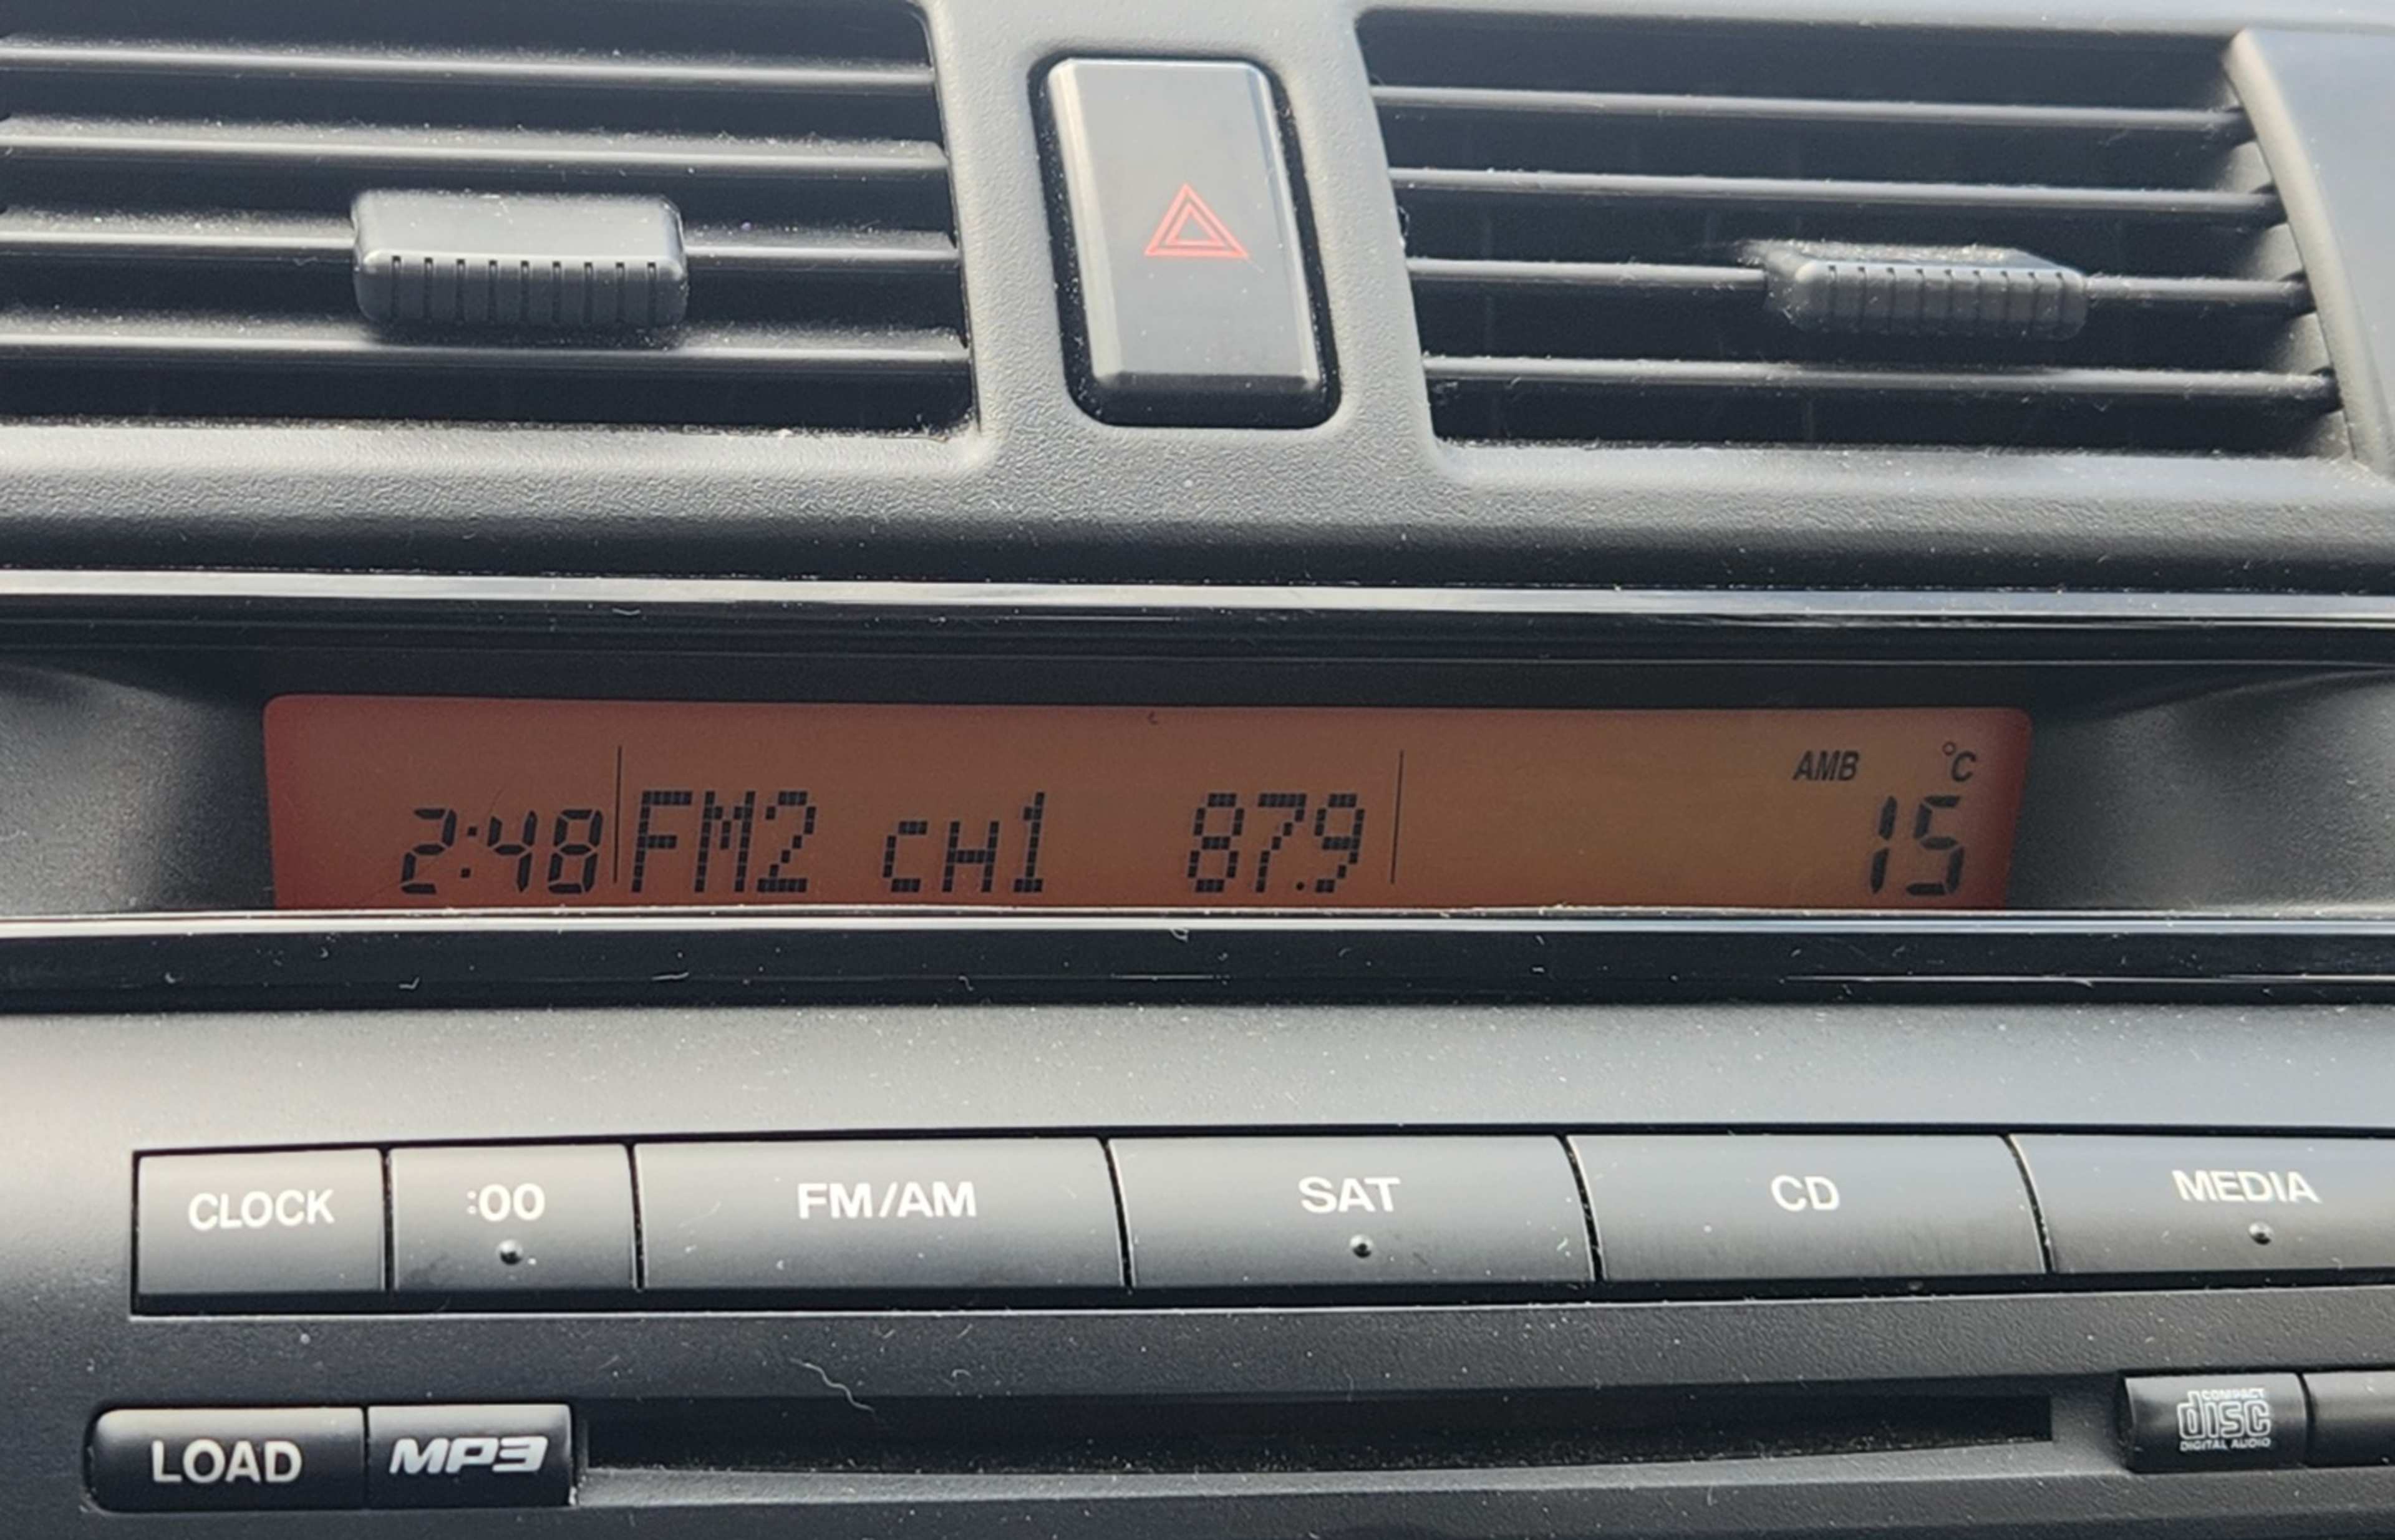 AMB °C
2:48 FM2 CH1 87.9 15
CLOCK :00 FM/AM SAT CD MEDIA
LOAD MP3 COMPACT disc DIGITAL AUDIO